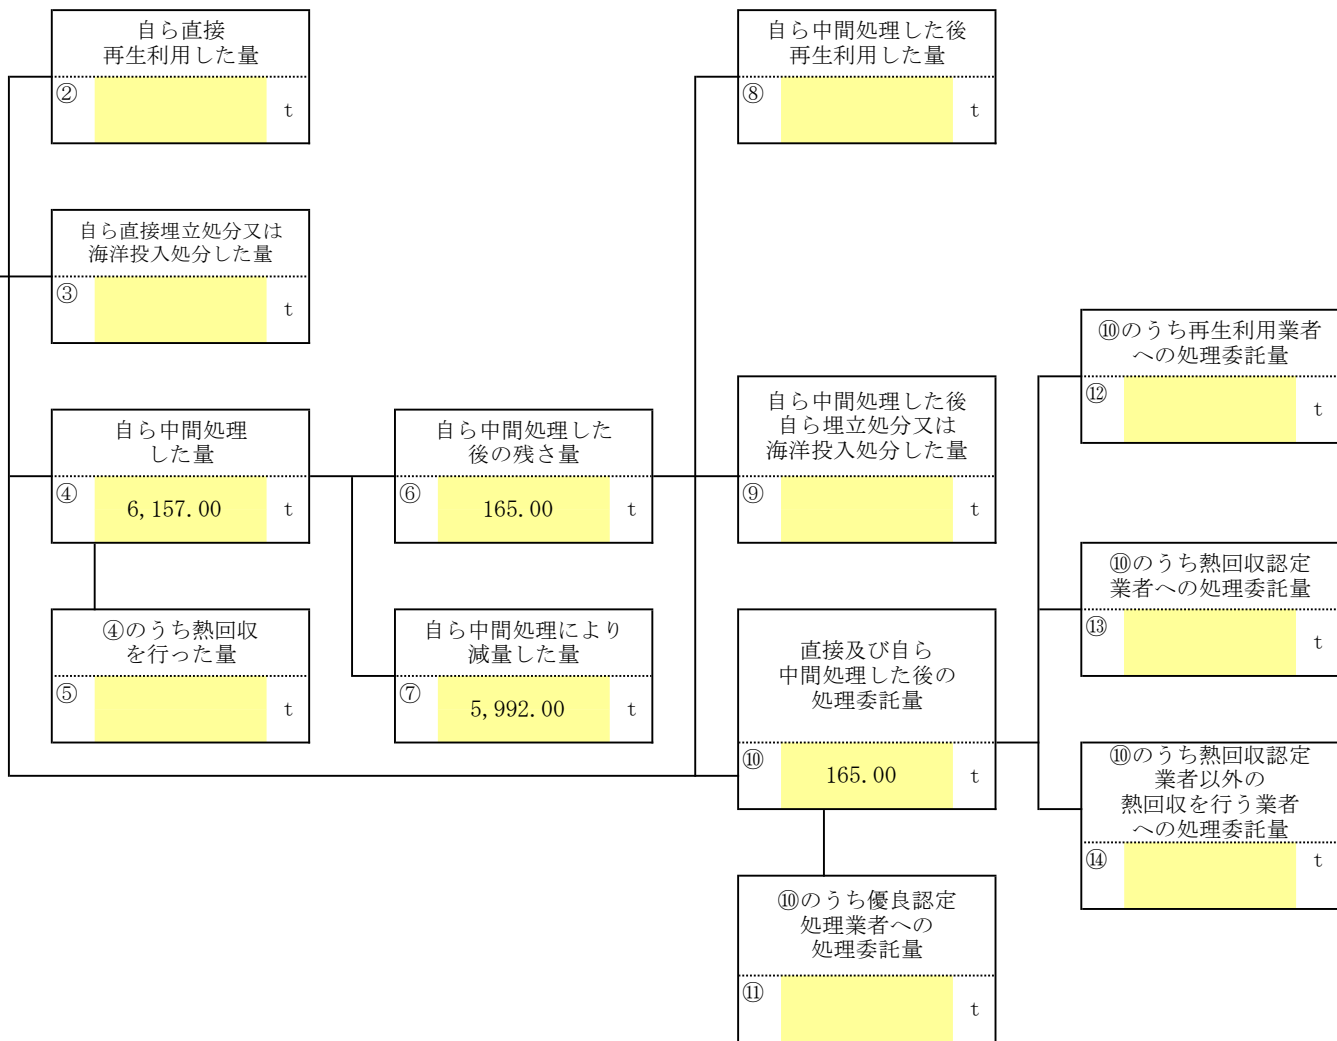 自ら直接
再生利用した量
②
t
自ら中間処理した後
再生利用した量
⑧
t
自ら直接埋立処分又は
海洋投入処分した量
③
t
⑩のうち再生利用業者
への処理委託量
⑫
t
自ら中間処理
した量
④
6,157.00
t
自ら中間処理した
後の残さ量
⑥
165.00
t
自ら中間処理した後
自ら埋立処分又は
海洋投入処分した量
⑨
t
⑩のうち熱回収認定
業者への処理委託量
⑬
t
④のうち熱回収
を行った量
⑤
t
自ら中間処理により
減量した量
⑦
5,992.00
t
直接及び自ら
中間処理した後の
処理委託量
⑩
165.00
t
⑩のうち熱回収認定
業者以外の
熱回収を行う業者
への処理委託量
⑭
t
⑩のうち優良認定
処理業者への
処理委託量
⑪
t